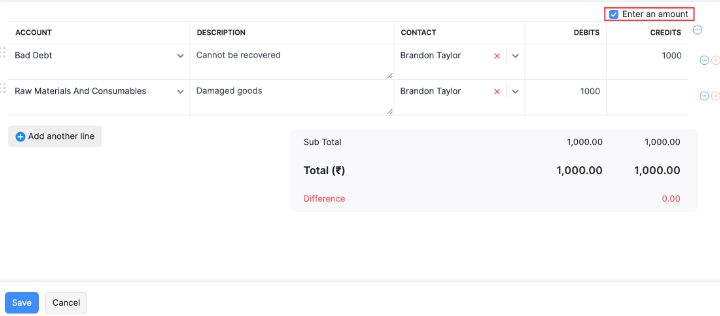 Enter an amount
ACCOUNT DESCRIPTION CONTACT DEBITS CREDITS
Bad Debt Cannot be recovered Brandon Taylor 1000
Raw Materials And Consumables Damaged goods Brandon Taylor 1000
Add another line
Sub Total 1,000.00 1,000.00
Total (₹) 1,000.00 1,000.00
Difference 0.00
Save Cancel